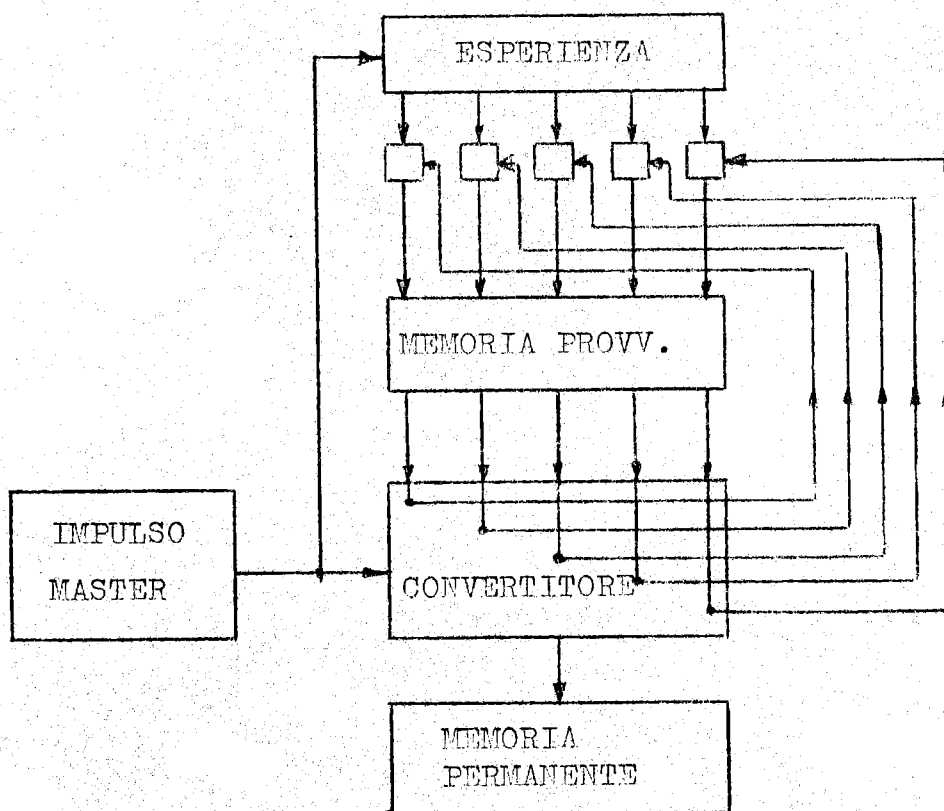 ESPERIENZA
MEMORIA PROVV.
IMPULSO
MASTER
CONVERTITORE
MEMORIA
PERMANENTE